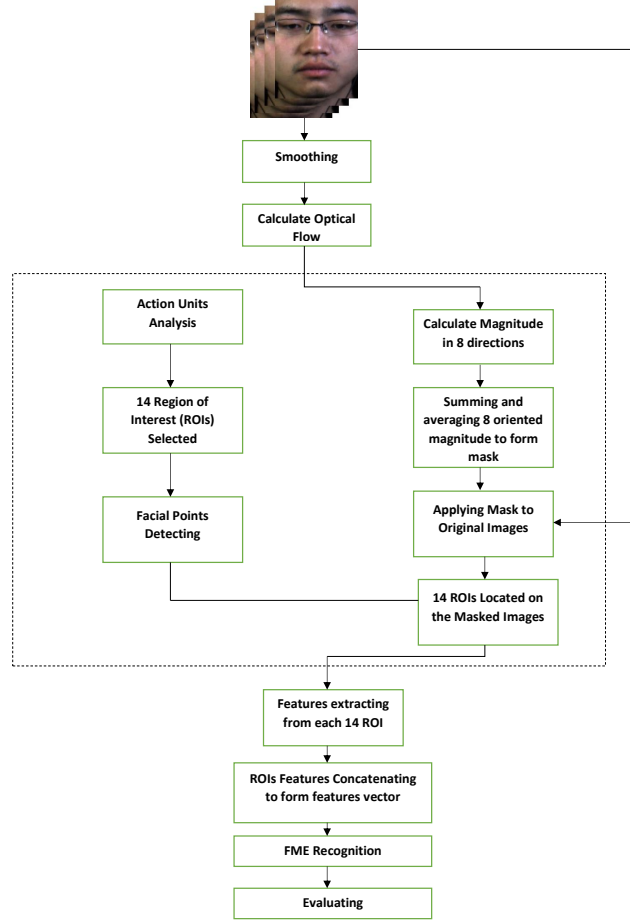 Smoothing
Calculate Optical
Flow
Action Units
Analysis
14 Region of
Interest (ROIs)
Selected
Facial Points
Detecting
Calculate Magnitude
in 8 directions
Summing and
averaging 8 oriented
magnitude to form
mask
Applying Mask to
Original Images
14 ROIs Located on
the Masked Images
Features extracting
from each 14 ROI
ROIs Features Concatenating
to form features vector
FME Recognition
Evaluating